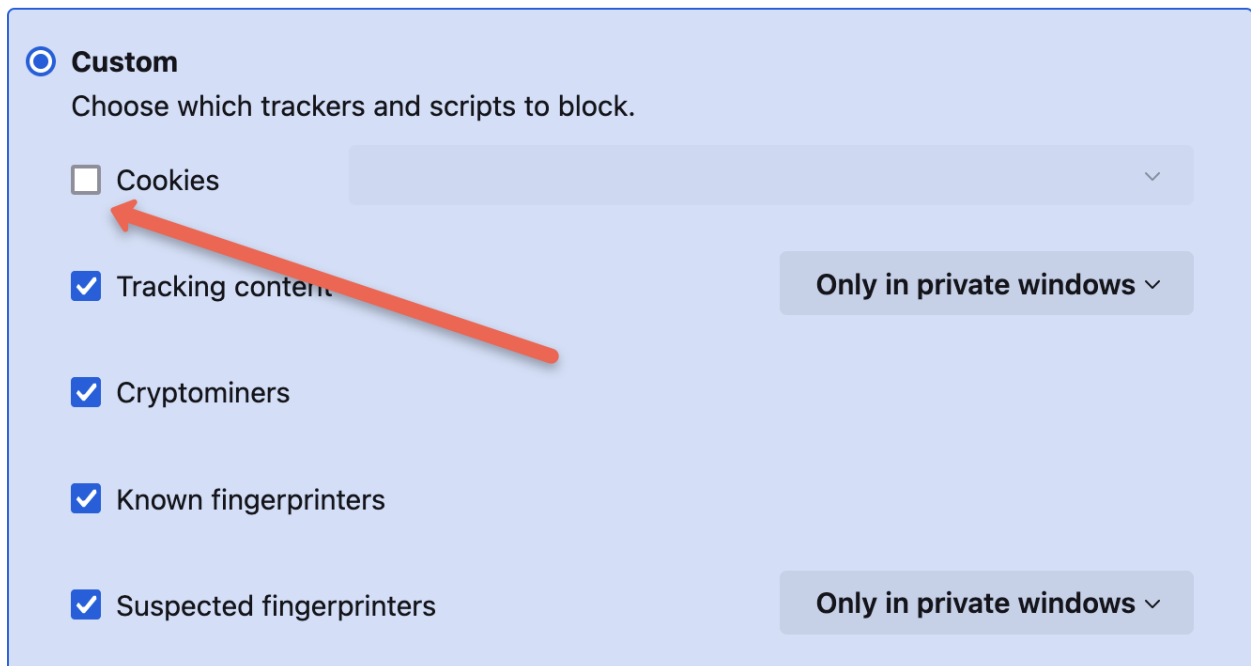 Custom
Choose which trackers and scripts to block.
Cookies
Tracking content
Only in private windows
Cryptominers
Known fingerprinters
Suspected fingerprinters
Only in private windows